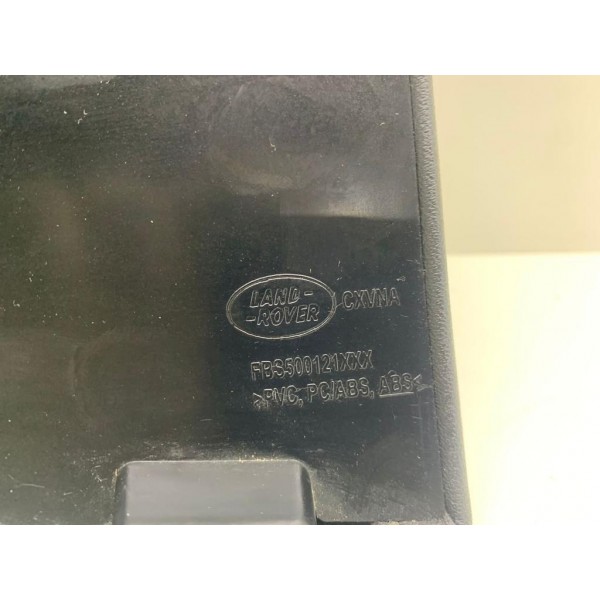 LAND-
-ROVER
CXVNA
FBS500121XXX
>PVC, PC/ABS, ABS<